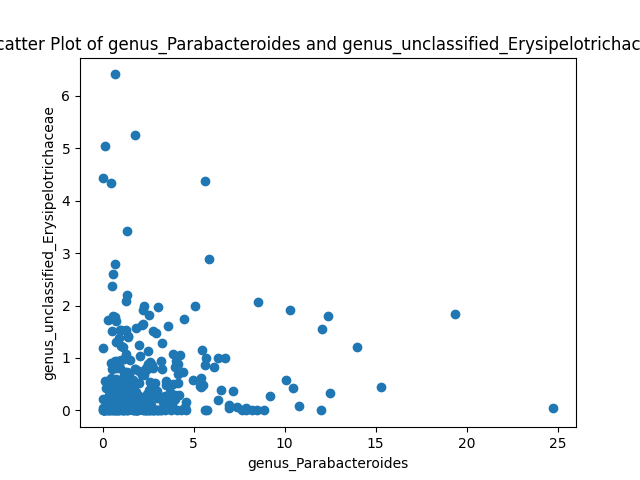 catter Plot of genus_Parabacteroides and genus_unclassified_Erysipelotrichac
genus_unclassified_Erysipelotrichaceae
6
5
4
3
2
1
0
0 5 10 15 20 25
genus_Parabacteroides